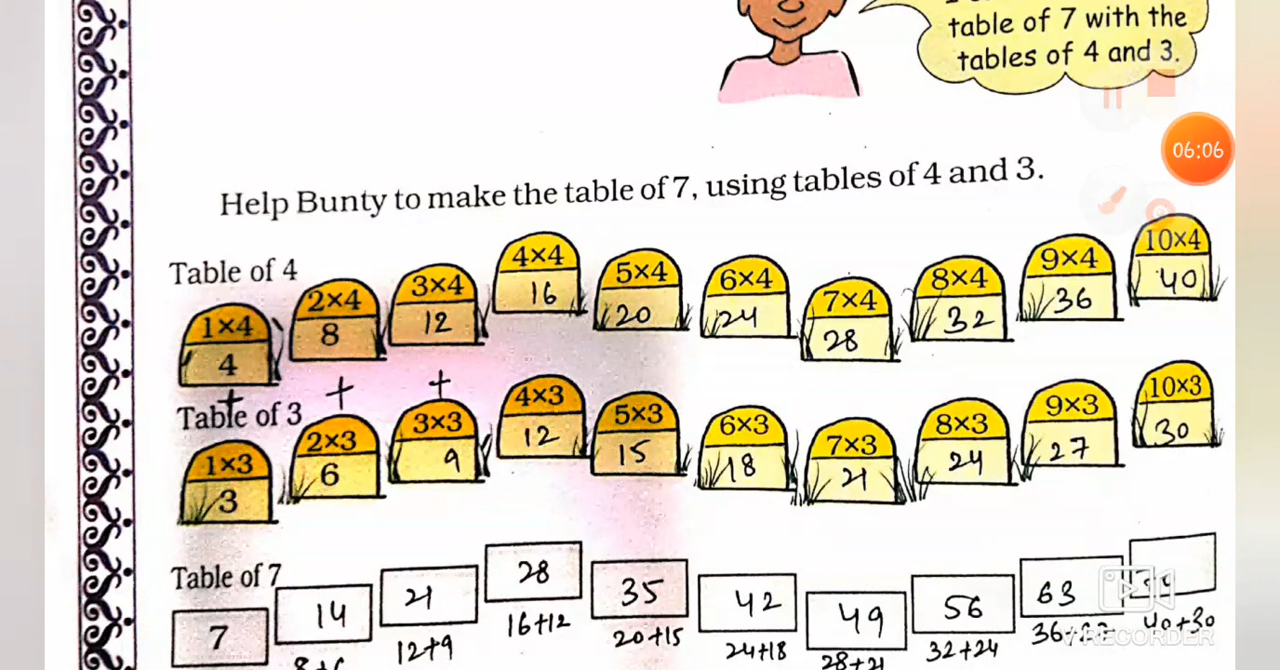 table of 7 with the
tables of 4 and 3.
06:06
Help Bunty to make the table of 7, using tables of 4 and 3.
Table of 4
1×4 2×4 3×4 4×4 5×4 6×4 7×4 8×4 9×4 10×4
4 8 12 16 20 24 28 32 36 40
+ + +
Table of 3
1×3 2×3 3×3 4×3 5×3 6×3 7×3 8×3 9×3 10×3
3 6 9 12 15 18 21 24 27 30
Table of 7
7 14 21 28 35 42 49 56 63
12+9 16+12 20+15 24+18 28+21 32+24 40+30
RECORDER